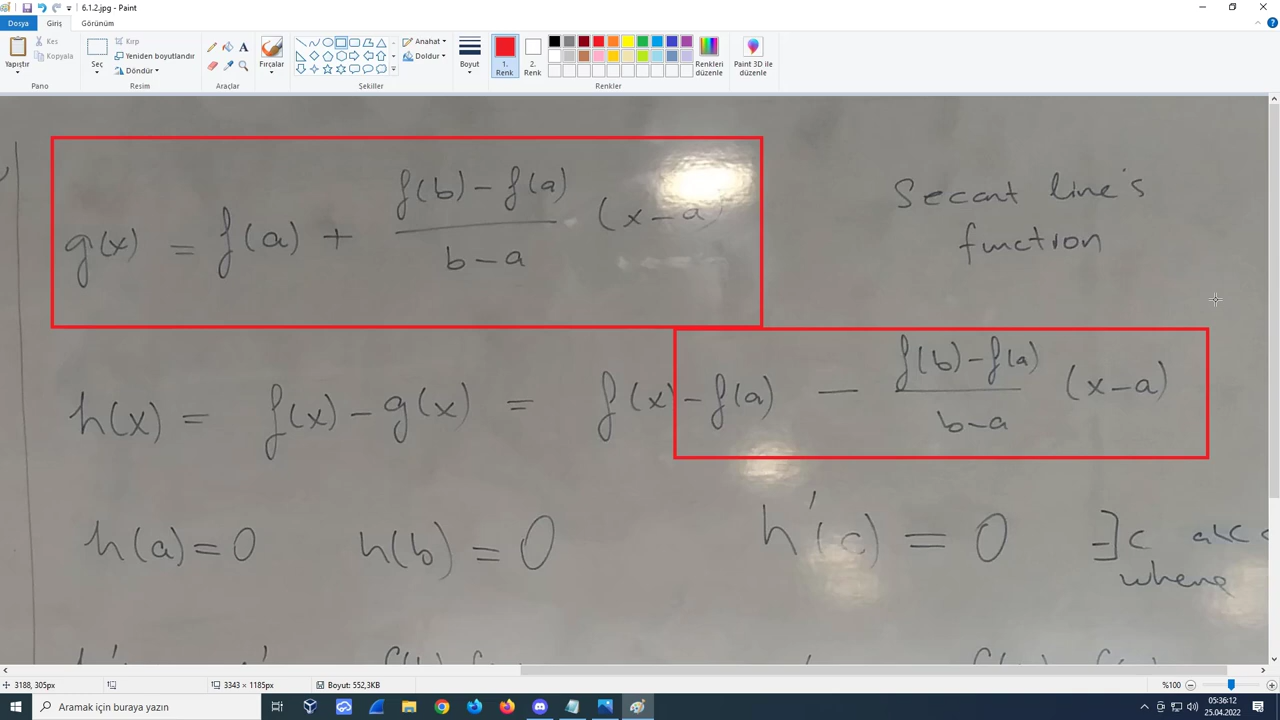 6.1.2.jpg - Paint
Dosya Giriş Görünüm
Yapıştır
Kes
Kopyala
Pano
Seç
Kırp
Yeniden boyutlandır
Döndür
Resim
Araçlar
Fırçalar
Anahat
Doldur
Şekiller
Boyut
1. Renk
2. Renk
Renkleri düzenle
Renkler
Paint 3D ile düzenle
g(x) = f(a) + f(b) - f(a) / b - a (x - a)
Secant line's
function
h(x) = f(x) - g(x) = f(x) - f(a) - f(b) - f(a) / b - a (x - a)
h(a) = 0 h(b) = 0 h'(c) = 0 ∃c
where
3188, 305px
3343 × 1185px
Boyut: 552,3KB
%100
Aramak için buraya yazın
05:36:12
25.04.2022